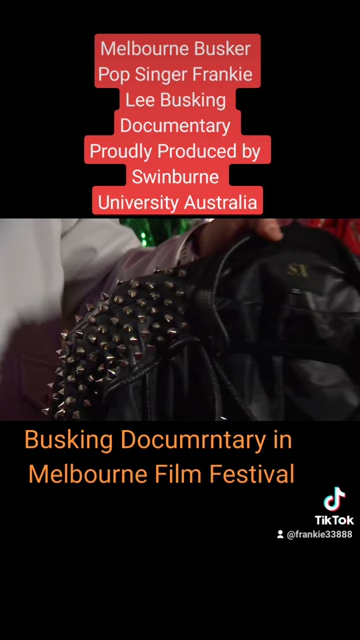 Melbourne Busker
Pop Singer Frankie
Lee Busking
Documentary
Proudly Produced by
Swinburne
University Australia
Busking Documrntary in
Melbourne Film Festival
TikTok
@frankie33888